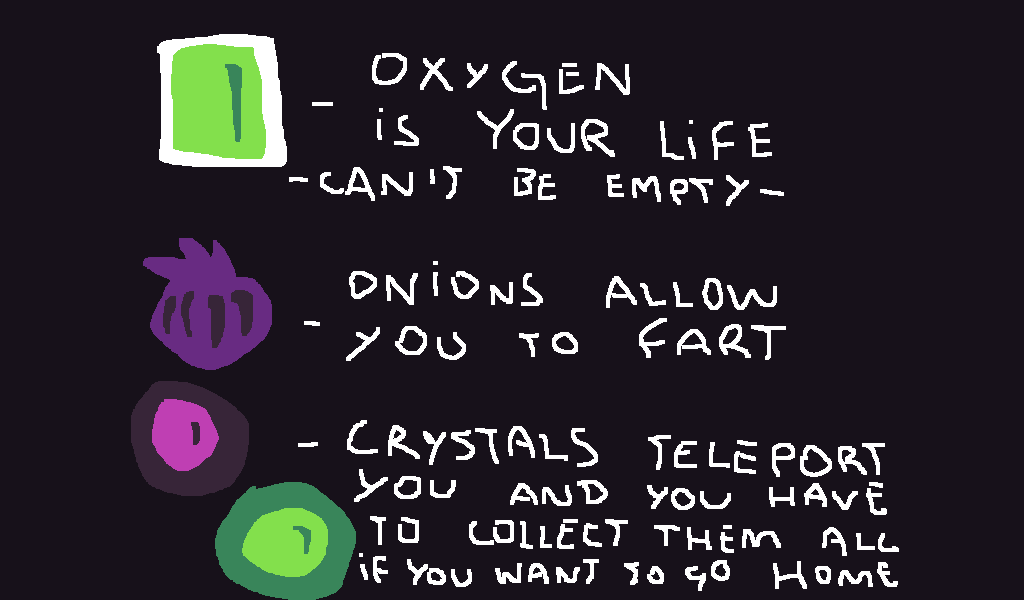 - OXYGEN
iS YOUR LiFE
-CAN'T BE EMPTY-
ONiONS ALLOW
- YOU TO FART
- CRYSTALS TELEPORT
YOU AND YOU HAVE
TO COLLECT THEM ALL
iF YOU WANT TO GO HOME